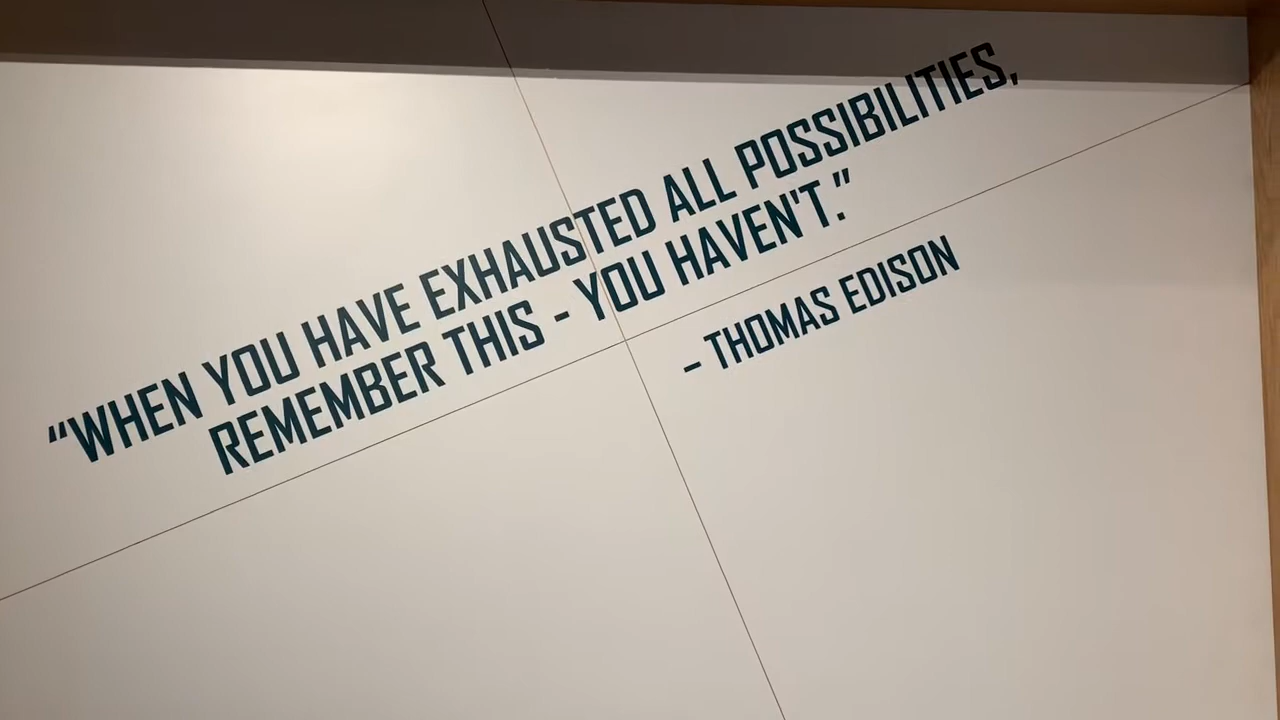 “WHEN YOU HAVE EXHAUSTED ALL POSSIBILITIES,
REMEMBER THIS - YOU HAVEN'T.”
- THOMAS EDISON